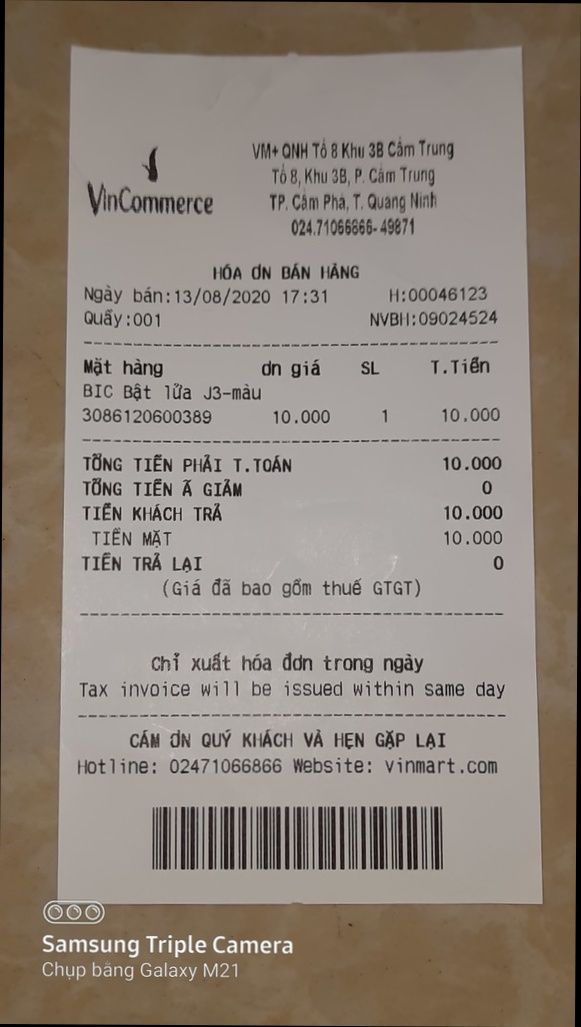 VinCommerce
VM+ QNH Tổ 8 Khu 3B Cẩm Trung
Tổ 8, Khu 3B, P. Cẩm Trung
TP. Cẩm Phả, T. Quảng Ninh
024.71066866-49871
HÓA ƠN BÁN HÀNG
Ngày bán:13/08/2020 17:31 H:00046123
Quầy:001 NVBH:09024524
Mặt hàng ơn giá SL T.Tiền
BIC Bật lửa J3-màu
3086120600389 10.000 1 10.000
TỔNG TIỀN PHẢI T.TOÁN 10.000
TỔNG TIỀN Ã GIẢM 0
TIỀN KHÁCH TRẢ 10.000
TIỀN MẶT 10.000
TIỀN TRẢ LẠI 0
(Giá đã bao gồm thuế GTGT)
Chỉ xuất hóa đơn trong ngày
Tax invoice will be issued within same day
CẢM ƠN QUÝ KHÁCH VÀ HẸN GẶP LẠI
Hotline: 02471066866 Website: vinmart.com
Samsung Triple Camera
Chụp bằng Galaxy M21